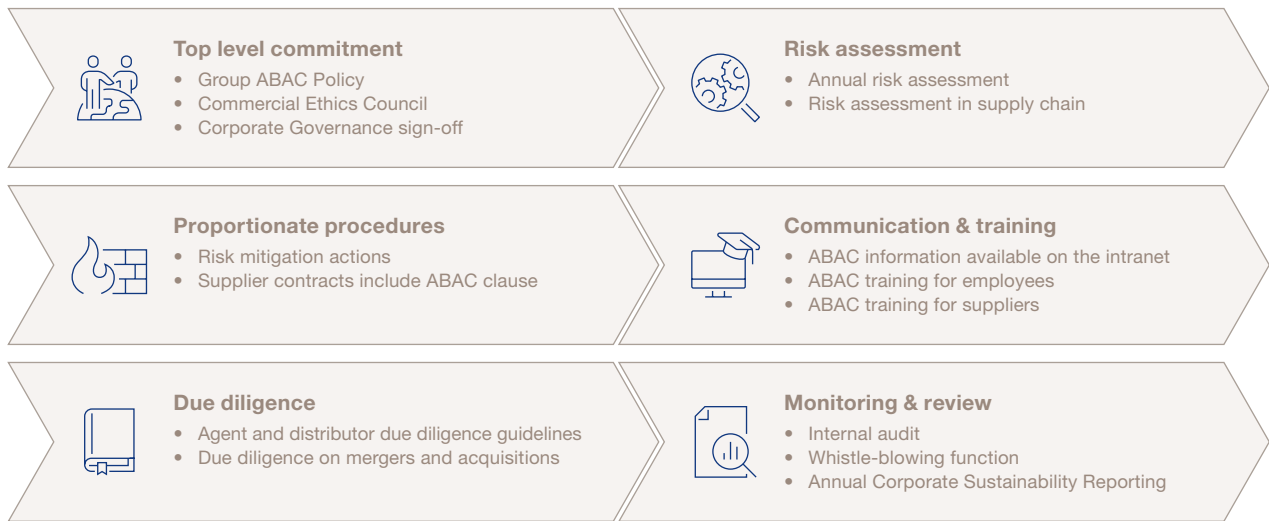 Top level commitment
• Group ABAC Policy
• Commercial Ethics Council
• Corporate Governance sign-off
Risk assessment
• Annual risk assessment
• Risk assessment in supply chain
Proportionate procedures
• Risk mitigation actions
• Supplier contracts include ABAC clause
Communication & training
• ABAC information available on the intranet
• ABAC training for employees
• ABAC training for suppliers
Due diligence
• Agent and distributor due diligence guidelines
• Due diligence on mergers and acquisitions
Monitoring & review
• Internal audit
• Whistle-blowing function
• Annual Corporate Sustainability Reporting